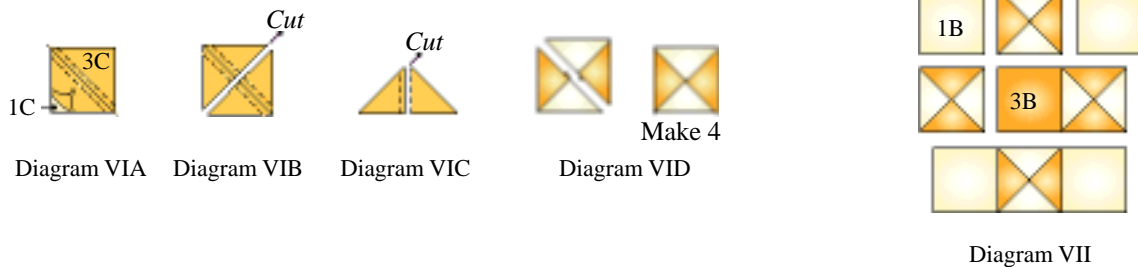 Cut
3C
1C
Diagram VIA
Diagram VIB
Cut
Diagram VIC
Make 4
Diagram VID
1B
3B
Diagram VII